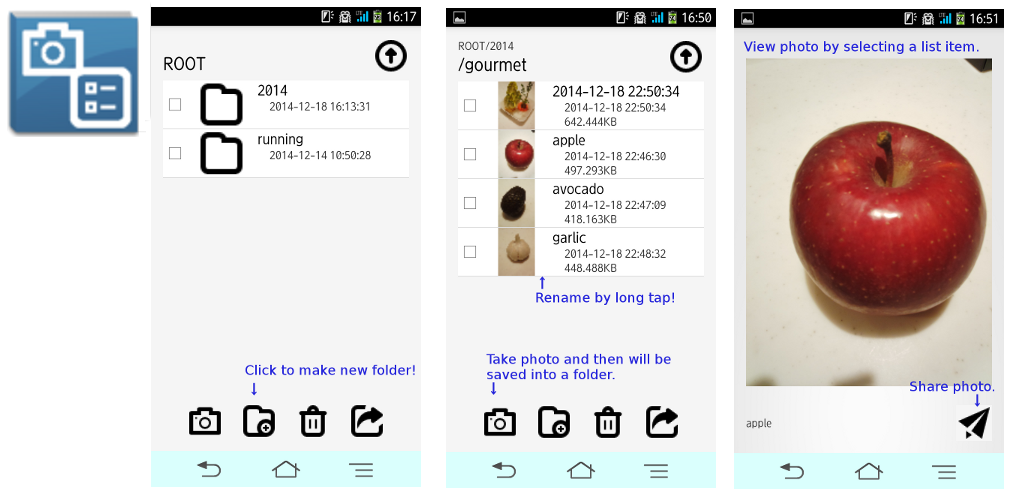 16:17
ROOT
2014
2014-12-18 16:13:31
running
2014-12-14 10:50:28
Click to make new folder!
16:50
ROOT/2014
/gourmet
2014-12-18 22:50:34
2014-12-18 22:50:34
642.444KB
apple
2014-12-18 22:46:30
497.293KB
avocado
2014-12-18 22:47:09
418.163KB
garlic
2014-12-18 22:48:32
448.488KB
Rename by long tap!
Take photo and then will be
saved into a folder.
16:51
View photo by selecting a list item.
Share photo.
apple